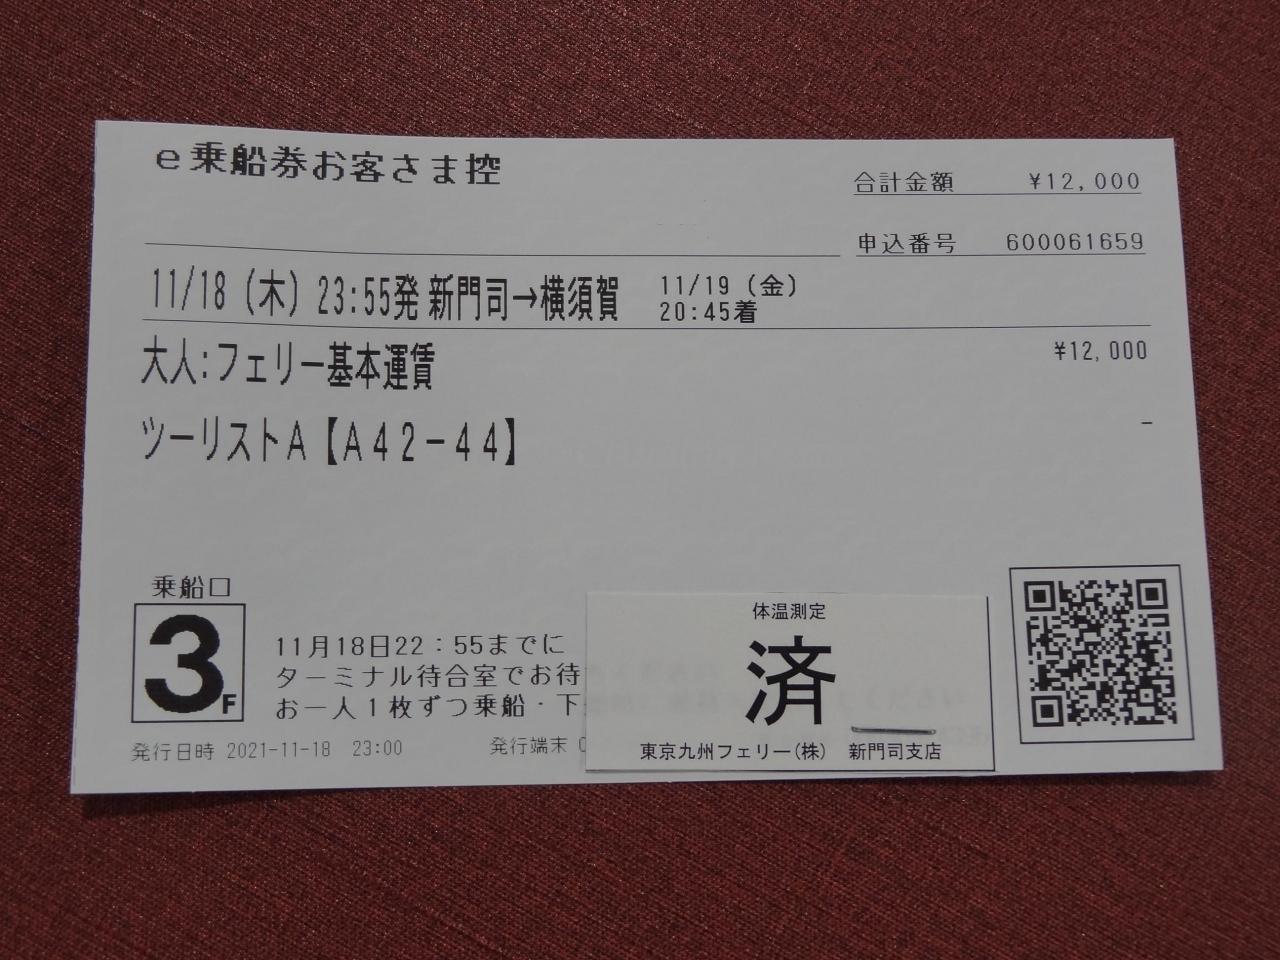 e乗船券お客さま控
合計金額 ¥12,000
申込番号 600061659
11/18（木）23:55発 新門司→横須賀 11/19（金）
20:45着
大人:フェリー基本運賃 ¥12,000
ツーリストA【A42-44】 -
乗船口
3F
11月18日22：55までに
ターミナル待合室でお待
お一人１枚ずつ乗船・下
発行日時 2021-11-18 23:00 発行端末
体温測定
済
東京九州フェリー(株) 新門司支店